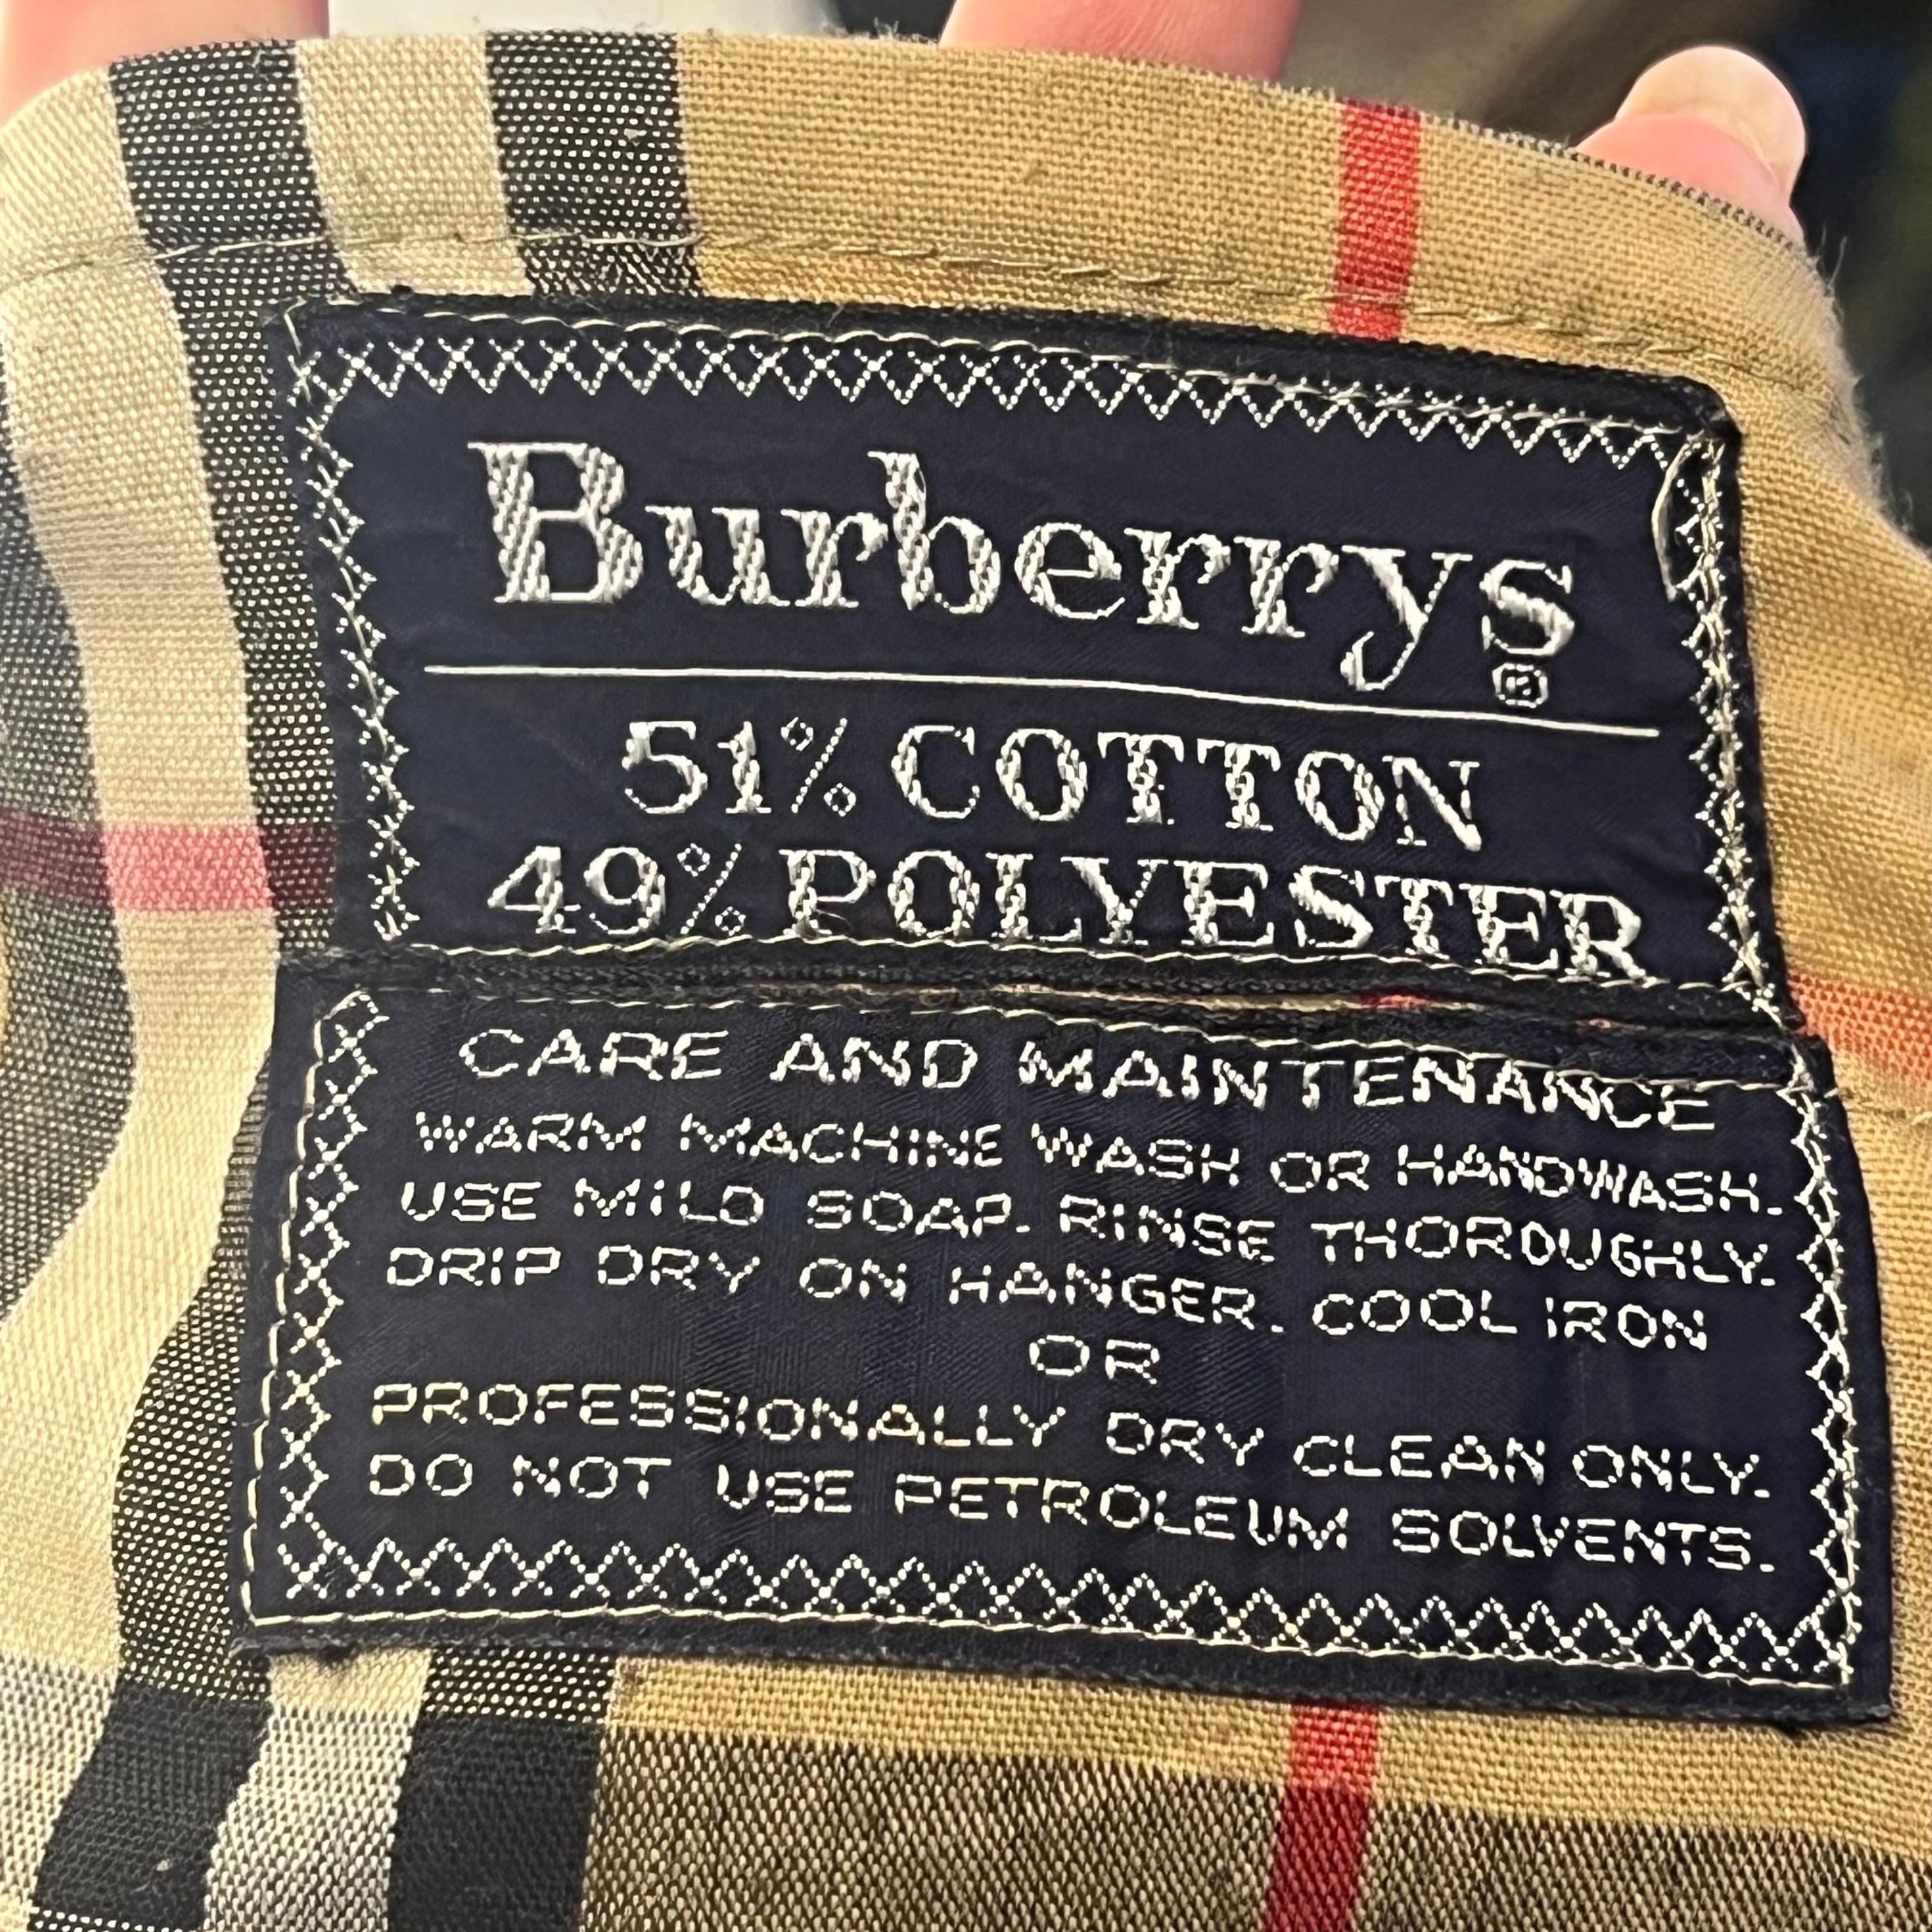 Burberrys®
51% COTTON
49% POLYESTER
CARE AND MAINTENANCE
WARM MACHINE WASH OR HANDWASH.
USE MILD SOAP. RINSE THOROUGHLY.
DRIP DRY ON HANGER. COOL IRON
OR
PROFESSIONALLY DRY CLEAN ONLY.
DO NOT USE PETROLEUM SOLVENTS.